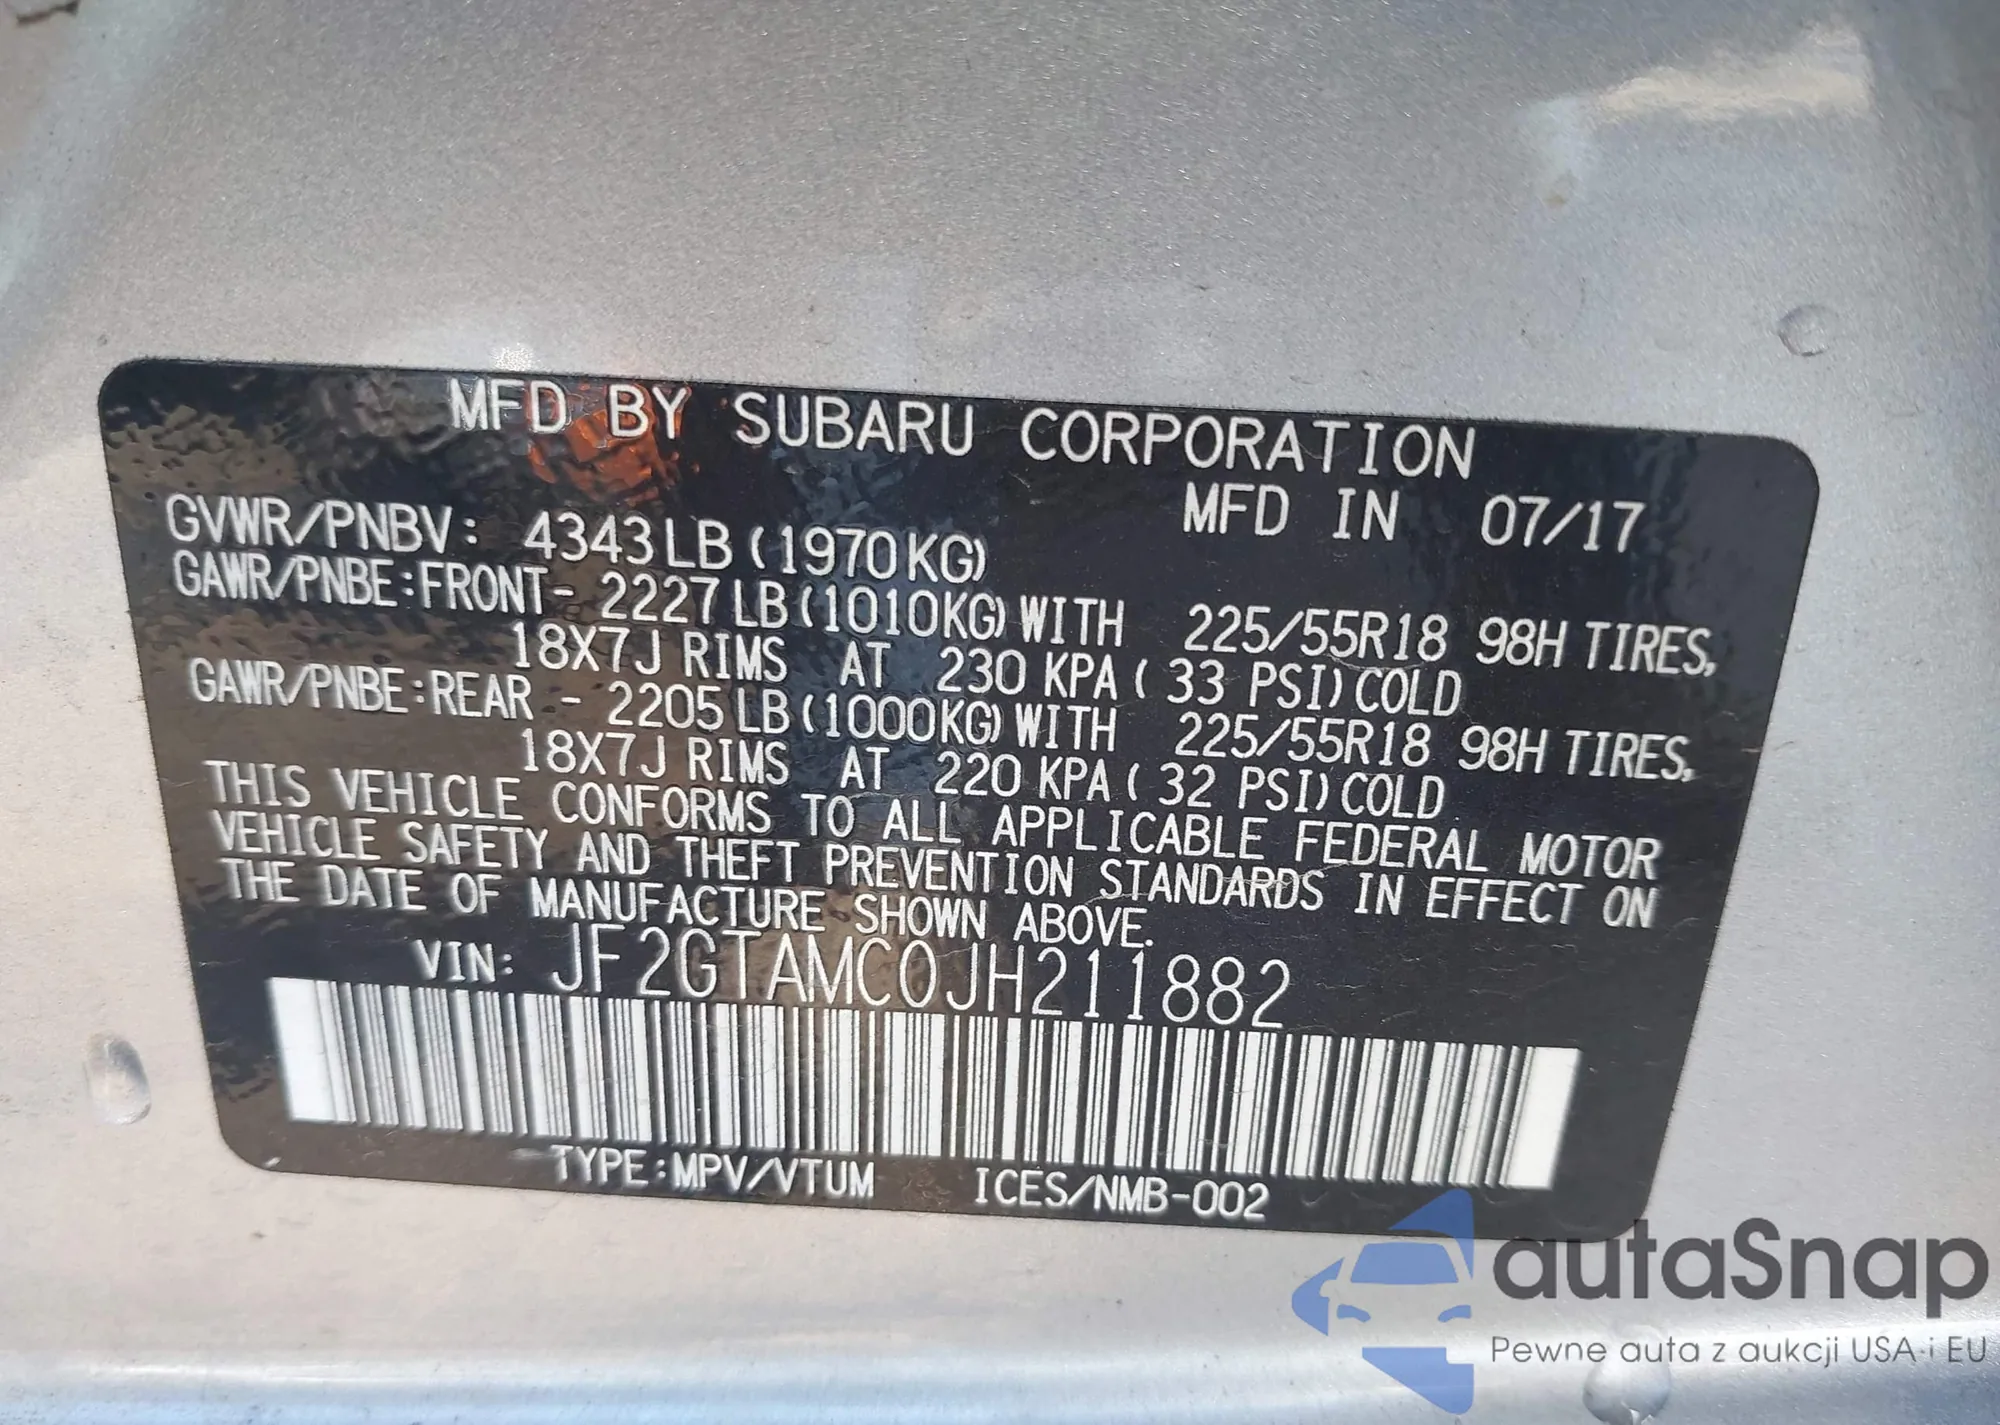 MFD BY SUBARU CORPORATION
MFD IN 07/17
GVWR/PNBV: 4343LB(1970KG)
GAWR/PNBE:FRONT- 2227LB(1010KG)WITH 225/55R18 98H TIRES,
18X7J RIMS AT 230 KPA(33 PSI)COLD
GAWR/PNBE:REAR - 2205LB(1000KG)WITH 225/55R18 98H TIRES,
18X7J RIMS AT 220 KPA(32 PSI)COLD
THIS VEHICLE CONFORMS TO ALL APPLICABLE FEDERAL MOTOR
VEHICLE SAFETY AND THEFT PREVENTION STANDARDS IN EFFECT ON
THE DATE OF MANUFACTURE SHOWN ABOVE.
VIN: JF2GTAMC0JH211882
TYPE:MPV/VTUM ICES/NMB-002
autaSnap
Pewne auta z aukcji USA i EU